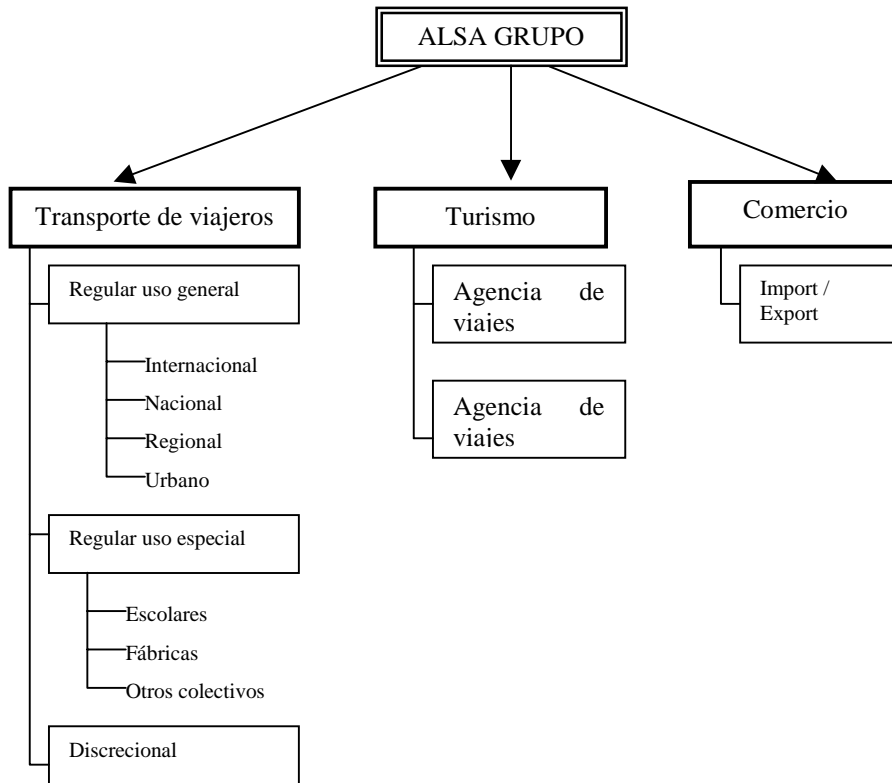 ALSA GRUPO
Transporte de viajeros
Turismo
Comercio
Regular uso general
Internacional
Nacional
Regional
Urbano
Regular uso especial
Escolares
Fábricas
Otros colectivos
Discrecional
Agencia de
viajes
Agencia de
viajes
Import /
Export